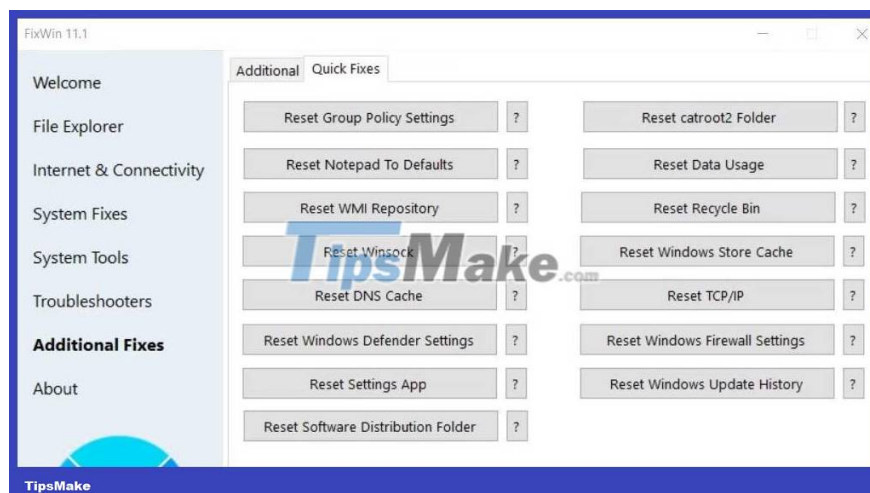 FixWin 11.1
Welcome
File Explorer
Internet & Connectivity
System Fixes
System Tools
Troubleshooters
Additional Fixes
About
Additional
Quick Fixes
Reset Group Policy Settings ? Reset catroot2 Folder ?
Reset Notepad To Defaults ? Reset Data Usage ?
Reset WMI Repository ? Reset Recycle Bin ?
Reset Winsock ? Reset Windows Store Cache ?
Reset DNS Cache ? Reset TCP/IP ?
Reset Windows Defender Settings ? Reset Windows Firewall Settings ?
Reset Settings App ? Reset Windows Update History ?
Reset Software Distribution Folder ?
TipsMake.com
TipsMake